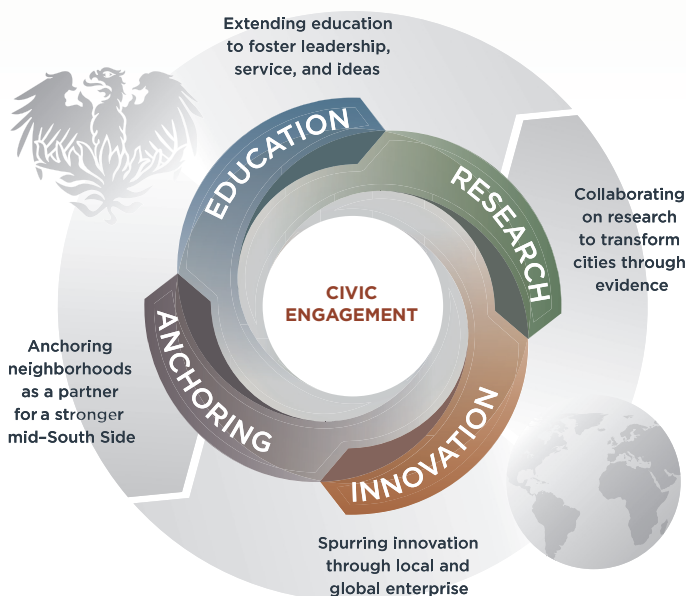 Extending education
to foster leadership,
service, and ideas
EDUCATION
RESEARCH
Collaborating
on research
to transform
cities through
evidence
CIVIC
ENGAGEMENT
Anchoring
neighborhoods
as a partner
for a stronger
mid–South Side
ANCHORING
INNOVATION
Spurring innovation
through local and
global enterprise